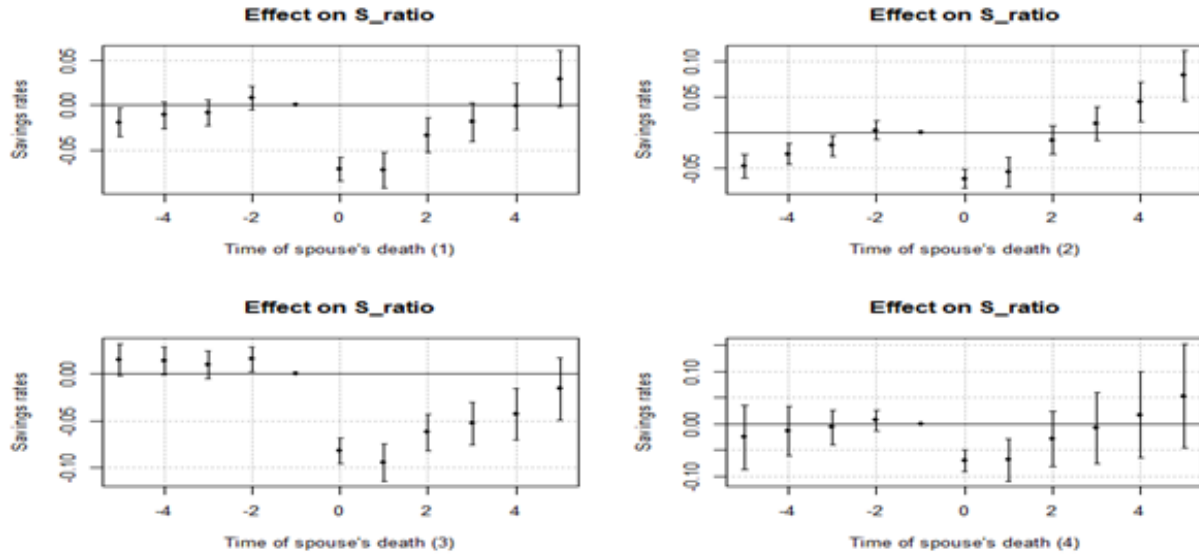 Effect on S_ratio
Savings rates
0.05
0.00
-0.05
-4 -2 0 2 4
Time of spouse's death (1)
Effect on S_ratio
Savings rates
0.10
0.05
-0.05
-4 -2 0 2 4
Time of spouse's death (2)
Effect on S_ratio
Savings rates
0.00
-0.05
-0.10
-4 -2 0 2 4
Time of spouse's death (3)
Effect on S_ratio
Savings rates
0.10
0.00
-0.10
-4 -2 0 2 4
Time of spouse's death (4)